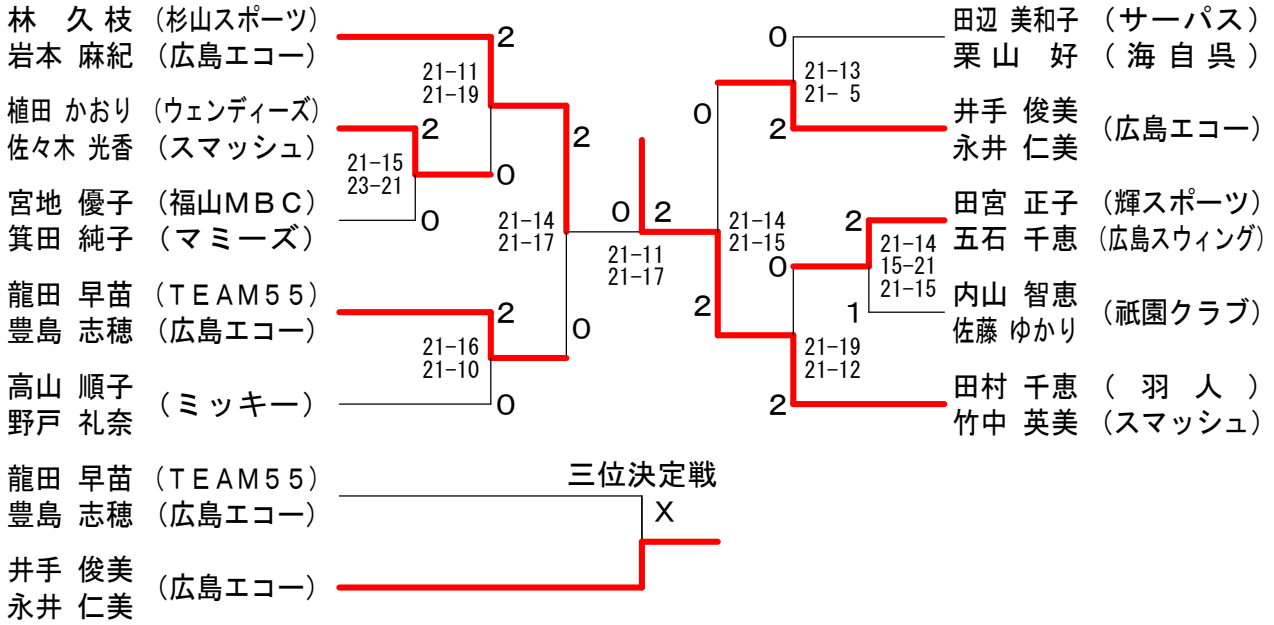 林 久枝 (杉山スポーツ)
岩本 麻紀 (広島エコー)
植田 かおり (ウェンディーズ)
佐々木 光香 (スマッシュ)
宮地 優子 (福山MBC)
箕田 純子 (マミーズ)
龍田 早苗 (TEAM55)
豊島 志穂 (広島エコー)
高山 順子
野戸 礼奈
(ミッキー)
2
21-11
21-19
2
21-15
23-21
0
0
2
21-14
21-17
2
21-16
21-10
0
0
0 2
21-11
21-17
0
21-14
21-15
2
0
21-13
21- 5
2
2
21-14
15-21
21-15
0
1
21-19
21-12
2
田辺 美和子 (サーパス)
栗山 好 (海自呉)
井手 俊美
永井 仁美
(広島エコー)
田宮 正子 (輝スポーツ)
五石 千恵 (広島スウィング)
内山 智恵
佐藤 ゆかり
(祇園クラブ)
田村 千恵 (羽人)
竹中 英美 (スマッシュ)
三位決定戦
龍田 早苗 (TEAM55)
豊島 志穂 (広島エコー)
X
井手 俊美
永井 仁美
(広島エコー)